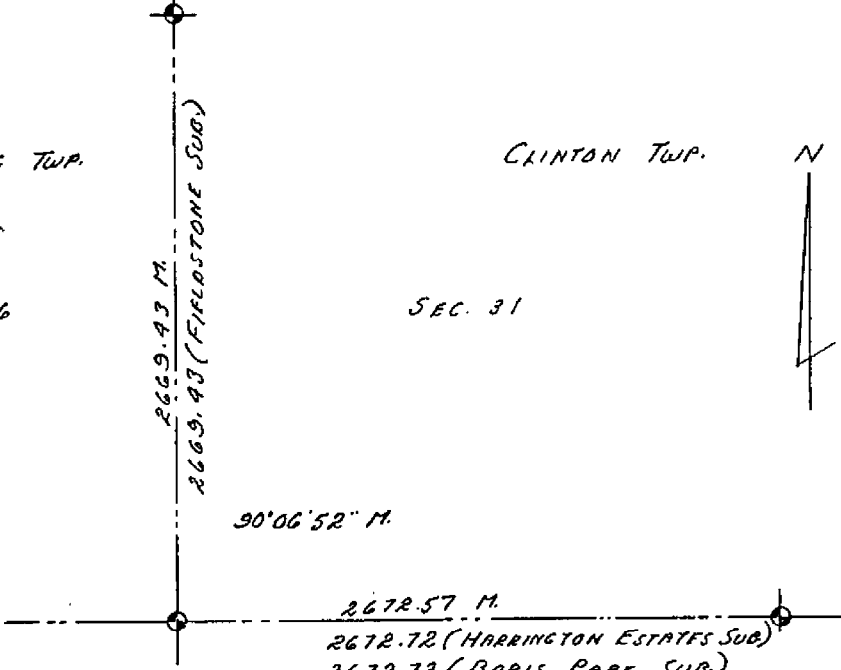 TWP.
CLINTON TWP.
N
SEC. 31
2669.43 M.
2669.43 (FIELDSTONE SUB.)
90°06'52" M.
2672.57 M.
2672.72 (HARRINGTON ESTATES SUB)